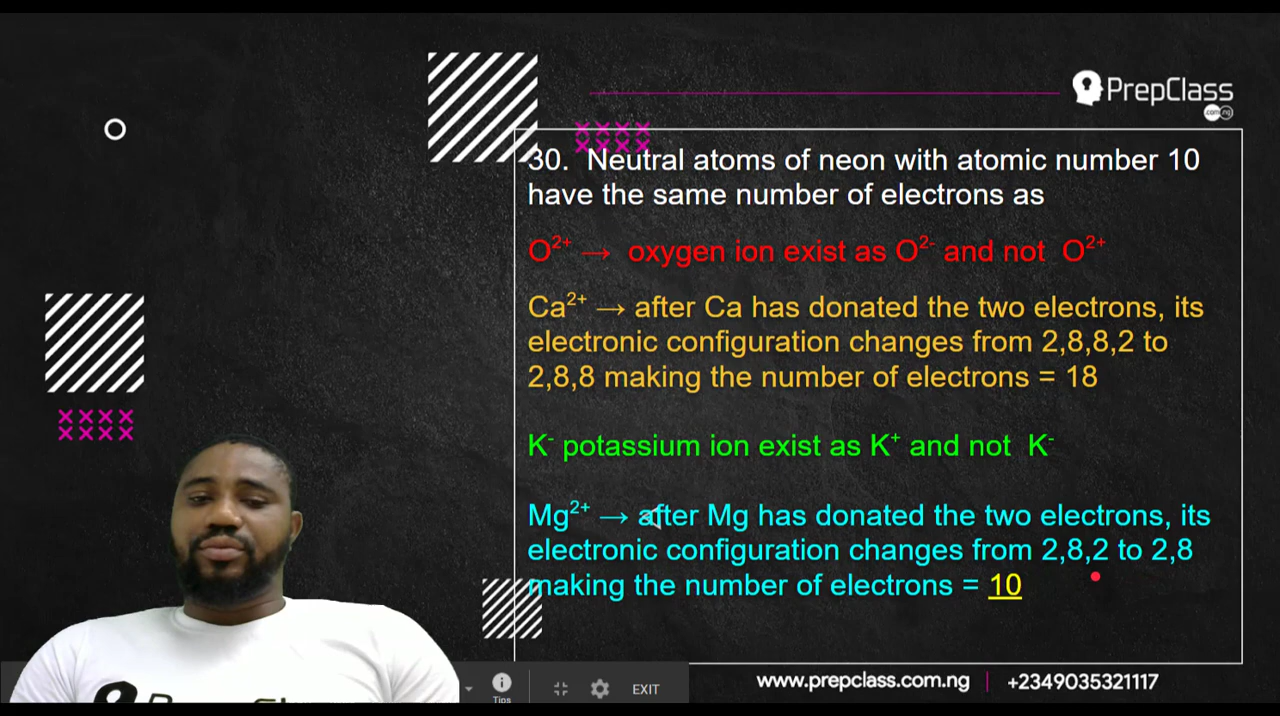 PrepClass
.com.ng
30. Neutral atoms of neon with atomic number 10
have the same number of electrons as
O²⁺ → oxygen ion exist as O²⁻ and not O²⁺
Ca²⁺ → after Ca has donated the two electrons, its
electronic configuration changes from 2,8,8,2 to
2,8,8 making the number of electrons = 18
K⁻ potassium ion exist as K⁺ and not K⁻
Mg²⁺ → after Mg has donated the two electrons, its
electronic configuration changes from 2,8,2 to 2,8
making the number of electrons = 10
Tips
EXIT
www.prepclass.com.ng | +2349035321117